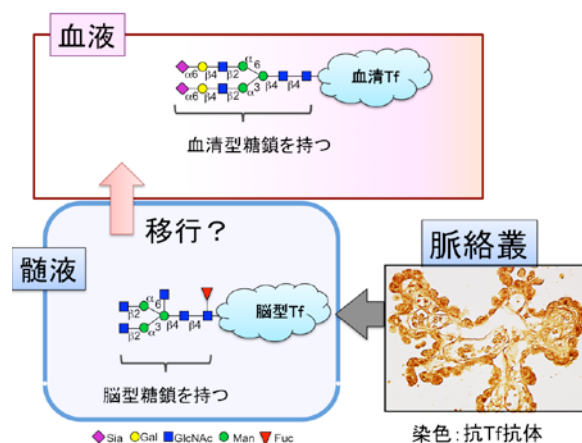 血液
α6 β4 β2 α6
β4 β4
α6 β4 β2 α3
血清Tf
血清型糖鎖を持つ
移行?
髄液
脈絡叢
β2 α6
β4 β4
β2 α3
脳型Tf
脳型糖鎖を持つ
Sia Gal GlcNAc Man Fuc
染色:抗Tf抗体